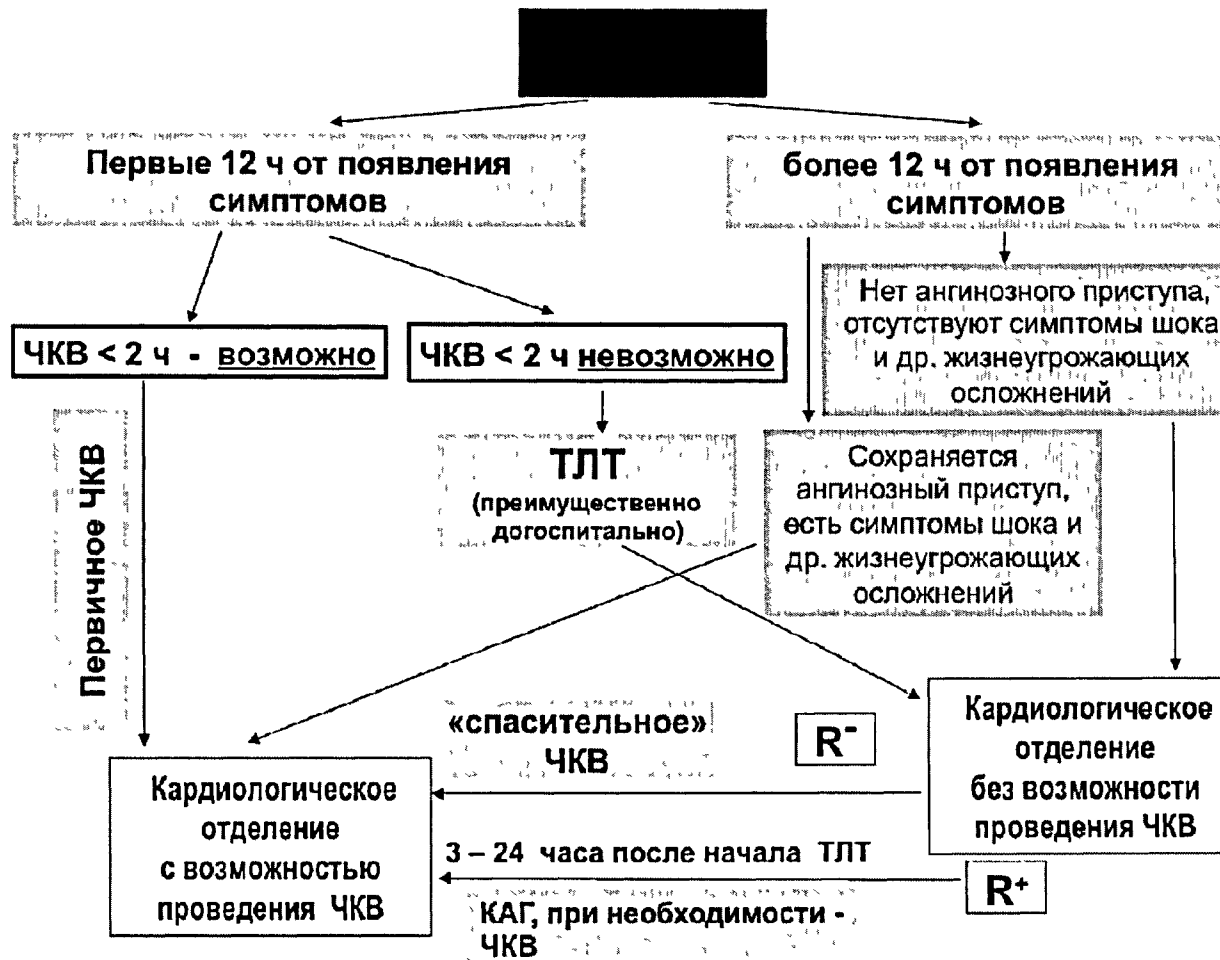 Первые 12 ч от появления
симптомов
более 12 ч от появления
симптомов
Нет ангинозного приступа,
отсутствуют симптомы шока
и др. жизнеугрожающих
осложнений
ЧКВ < 2 ч - возможно
ЧКВ < 2 ч невозможно
Первичное ЧКВ
ТЛТ
(преимущественно
догоспитально)
Сохраняется
ангинозный приступ,
есть симптомы шока и
др. жизнеугрожающих
осложнений
«спасительное»
ЧКВ
R⁻
Кардиологическое
отделение
без возможности
проведения ЧКВ
Кардиологическое
отделение
с возможностью
проведения ЧКВ
3 – 24 часа после начала ТЛТ
R⁺
КАГ, при необходимости -
ЧКВ